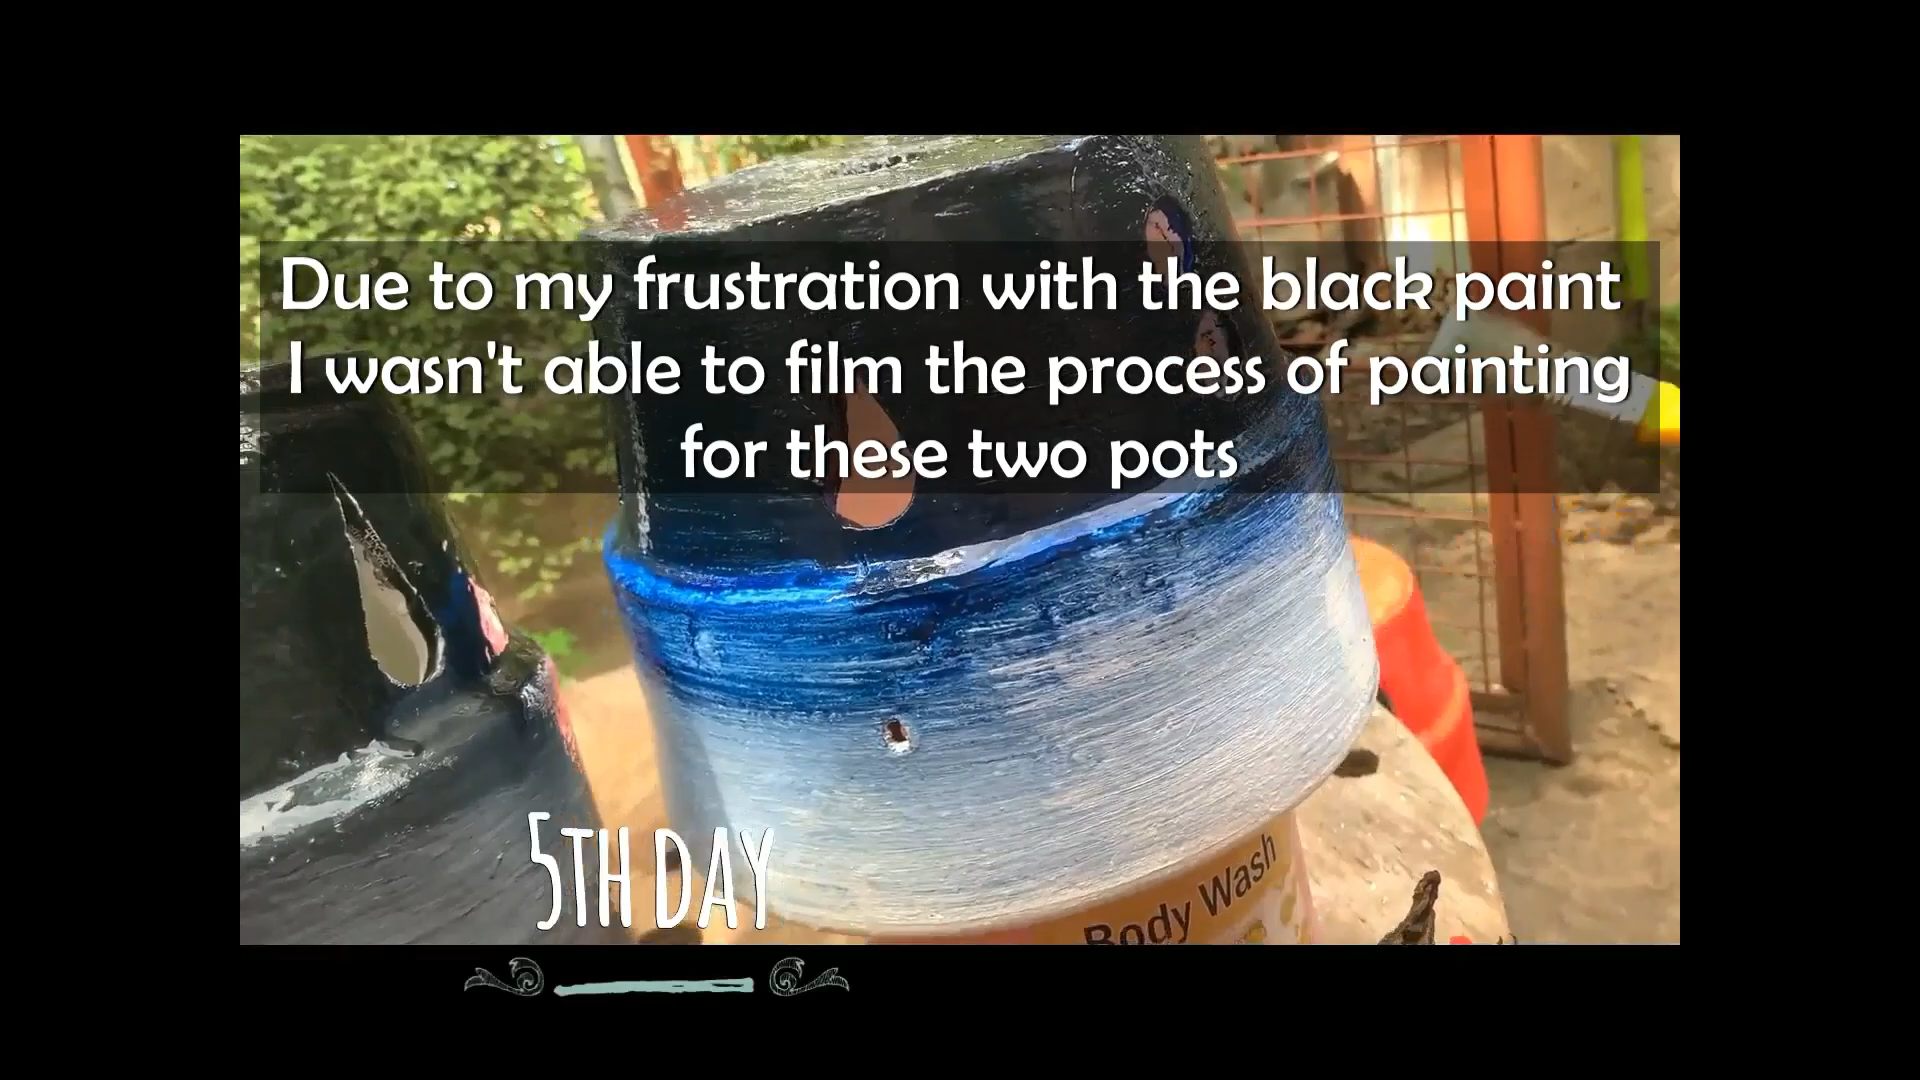 Due to my frustration with the black paint
I wasn't able to film the process of painting
for these two pots
5TH DAY
Body Wash